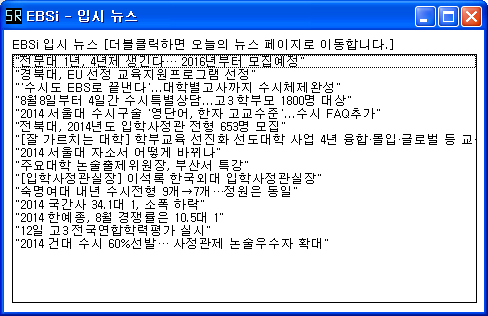 SR EBSi - 입시 뉴스
EBSi 입시 뉴스 [더블클릭하면 오늘의 뉴스 페이지로 이동합니다.]
"전문대 1년, 4년제 생긴다… 2016년부터 모집예정"
"경북대, EU 선정 교육지원프로그램 선정"
"'수시도 EBS로 끝낸다'...대학별고사까지 수시체제완성"
"8월8일부터 4일간 수시특별상담...고3 학부모 1800명 대상"
"2014 서울대 수시구술 '영단어, 한자 고교수준'...수시 FAQ추가"
"전북대, 2014년도 입학사정관 전형 653명 모집"
"[잘 가르치는 대학] 학부교육 선진화 선도대학 사업 4년 융합·몰입·글로벌 등 교
"2014 서울대 자소서 어떻게 바뀌나"
"주요대학 논술출제위원장, 부산서 특강"
"[입학사정관실장] 이석록 한국외대 입학사정관실장"
"숙명여대 내년 수시전형 9개→7개…정원은 동일"
"2014 국간사 34.1대 1, 소폭 하락"
"2014 한예종, 8월 경쟁률은 10.5대 1"
"12일 고3 전국연합학력평가 실시"
"2014 건대 수시 60%선발… 사정관제 논술우수자 확대"